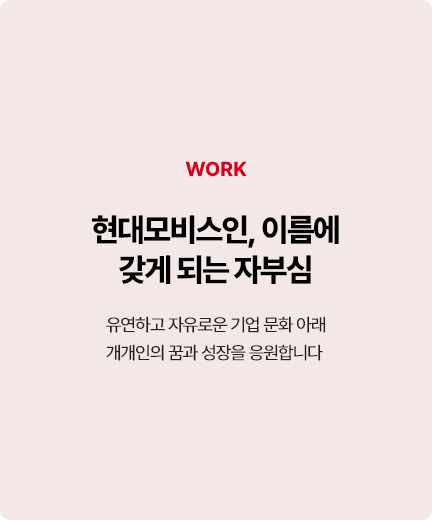 WORK
현대모비스인, 이름에
갖게 되는 자부심
유연하고 자유로운 기업 문화 아래
개개인의 꿈과 성장을 응원합니다